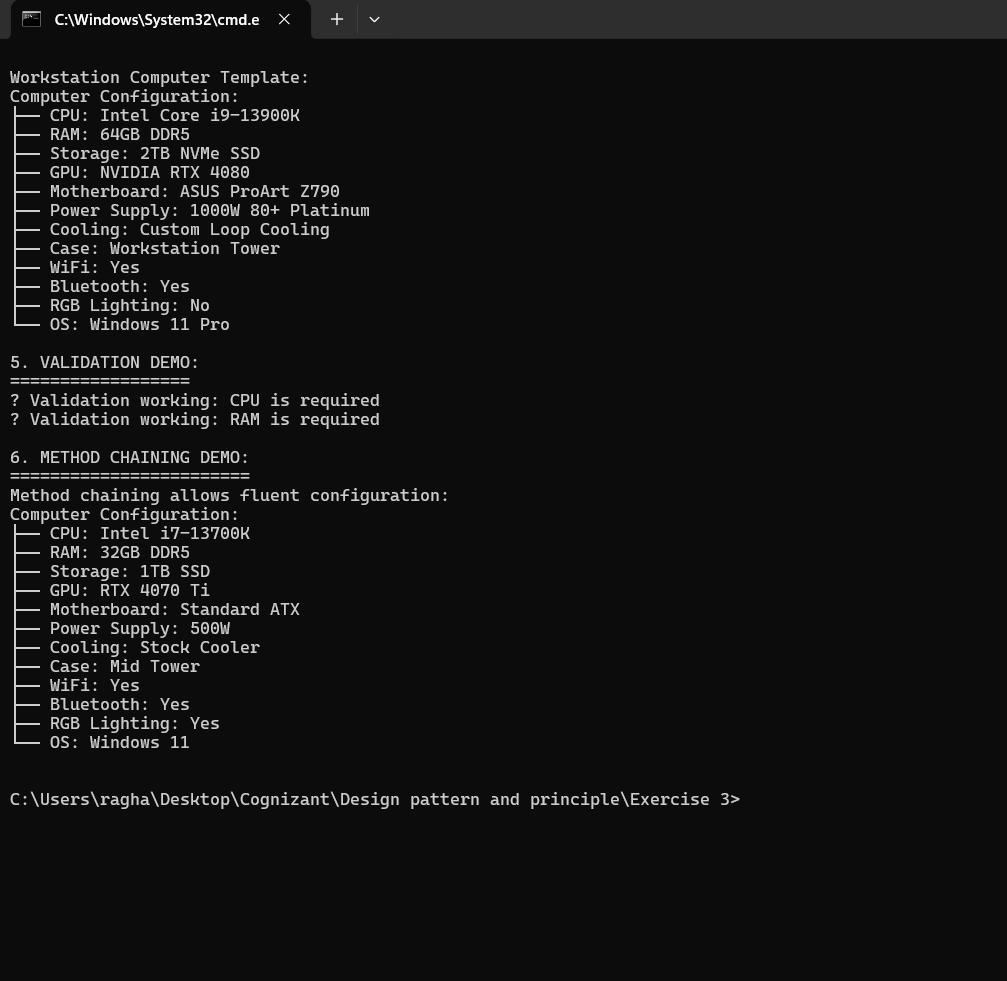 C:\Windows\System32\cmd.e
Workstation Computer Template:
Computer Configuration:
├── CPU: Intel Core i9-13900K
├── RAM: 64GB DDR5
├── Storage: 2TB NVMe SSD
├── GPU: NVIDIA RTX 4080
├── Motherboard: ASUS ProArt Z790
├── Power Supply: 1000W 80+ Platinum
├── Cooling: Custom Loop Cooling
├── Case: Workstation Tower
├── WiFi: Yes
├── Bluetooth: Yes
├── RGB Lighting: No
└── OS: Windows 11 Pro
5. VALIDATION DEMO:
==================
? Validation working: CPU is required
? Validation working: RAM is required
6. METHOD CHAINING DEMO:
========================
Method chaining allows fluent configuration:
Computer Configuration:
├── CPU: Intel i7-13700K
├── RAM: 32GB DDR5
├── Storage: 1TB SSD
├── GPU: RTX 4070 Ti
├── Motherboard: Standard ATX
├── Power Supply: 500W
├── Cooling: Stock Cooler
├── Case: Mid Tower
├── WiFi: Yes
├── Bluetooth: Yes
├── RGB Lighting: Yes
└── OS: Windows 11
C:\Users\ragha\Desktop\Cognizant\Design pattern and principle\Exercise 3>